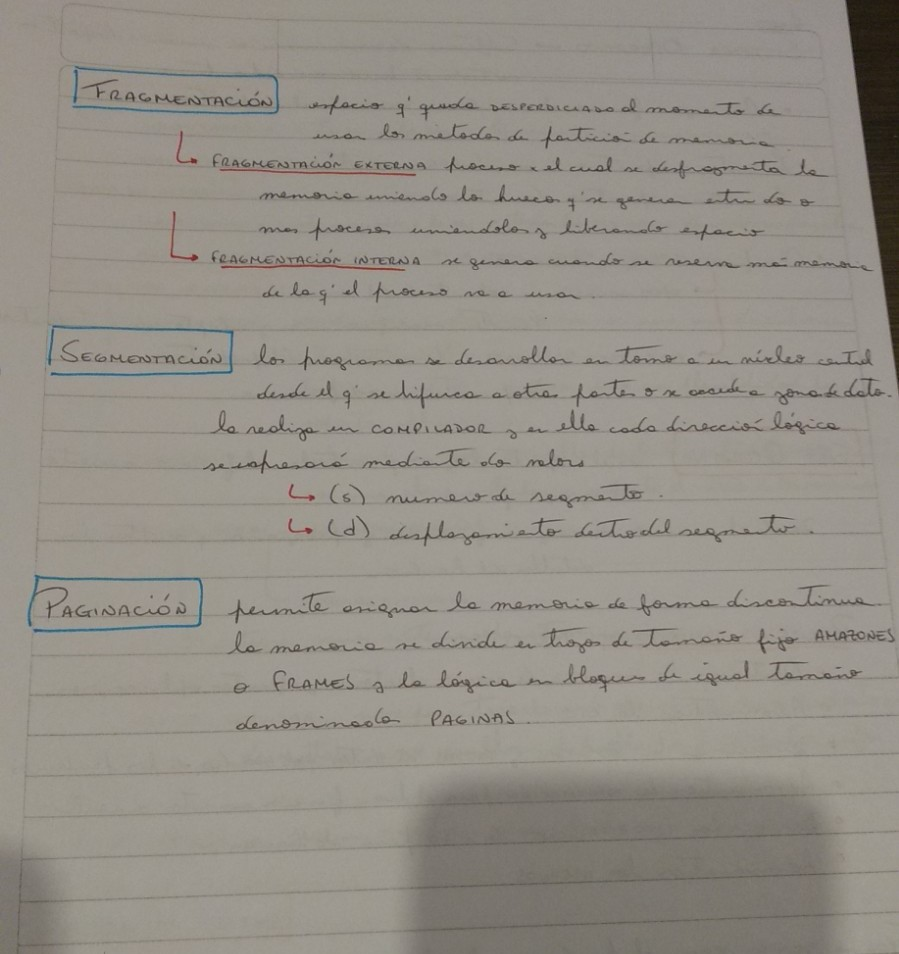 FRAGMENTACIÓN espacio q' queda DESPERDICIADO al momento de
usar los metodos de particion de memoria
FRAGMENTACIÓN EXTERNA proceso x el cual se desfragmenta la
memoria uniendo los huecos q' se generan entre dos o
mas procesos uniendolos y liberando espacio
FRAGMENTACIÓN INTERNA se genera cuando se reserva más memoria
de la q' el proceso va a usar.
SEGMENTACIÓN los programas se desarrollan en torno a un núcleo central
desde el q' se bifurca a otras partes o se accede a zonas de datos.
la realiza un COMPILADOR y en ella cada dirección lógica
se expresará mediante dos valores
(s) numero de segmento.
(d) desplazamiento dentro del segmento.
PAGINACIÓN permite asignar la memoria de forma discontinua.
la memoria se divide en trozos de tamaño fijo AMAZONES
o FRAMES y la lógica en bloques de igual tamaño
denominados PAGINAS.